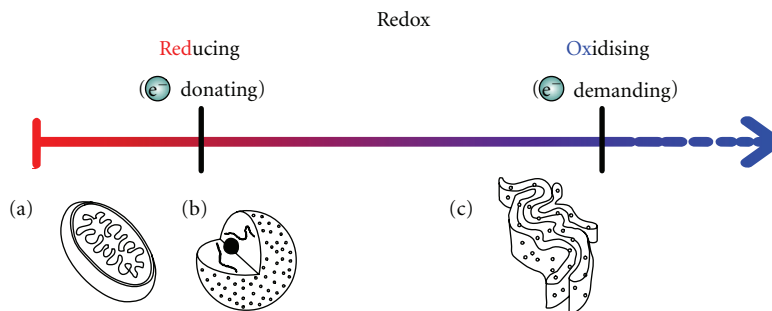 Redox
Reducing
Oxidising
(e⁻ donating)
(e⁻ demanding)
(a)
(b)
(c)